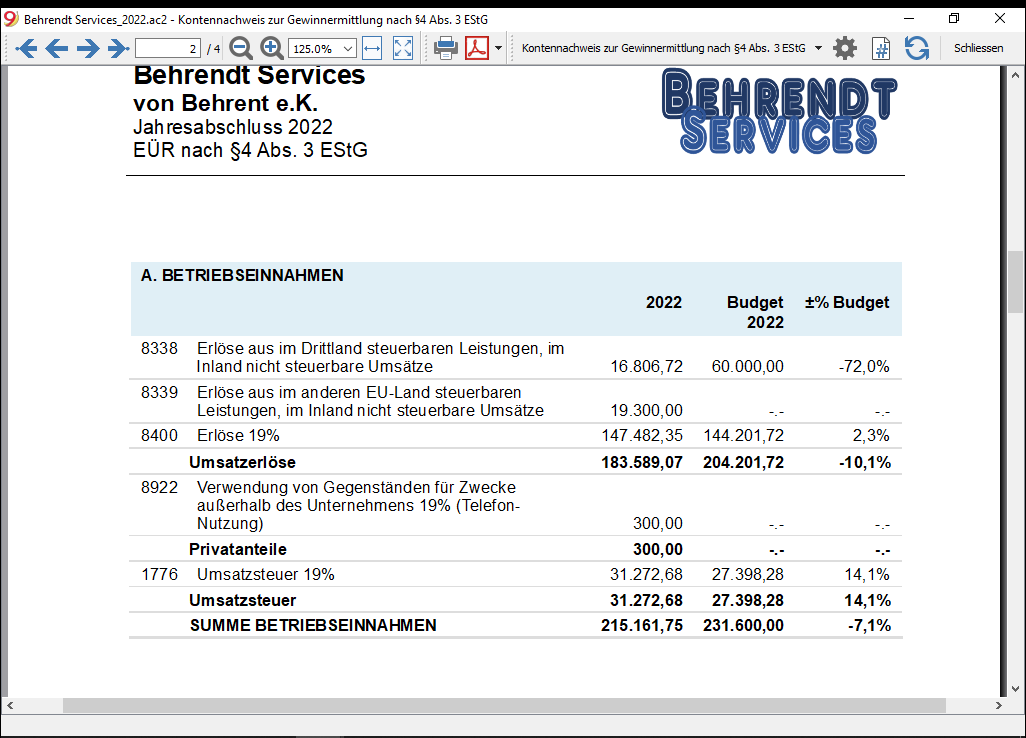 Behrendt Services_2022.ac2 - Kontennachweis zur Gewinnermittlung nach §4 Abs. 3 EStG
2 / 4 125.0% Kontennachweis zur Gewinnermittlung nach §4 Abs. 3 EStG Schliessen
Behrendt Services
von Behrent e.K.
Jahresabschluss 2022
EÜR nach §4 Abs. 3 EStG
BEHRENDT
SERVICES
A. BETRIEBSEINNAHMEN
2022 Budget ±% Budget
2022
8338 Erlöse aus im Drittland steuerbaren Leistungen, im
Inland nicht steuerbare Umsätze 16.806,72 60.000,00 -72,0%
8339 Erlöse aus im anderen EU-Land steuerbaren
Leistungen, im Inland nicht steuerbare Umsätze 19.300,00 -.- -.-
8400 Erlöse 19% 147.482,35 144.201,72 2,3%
Umsatzerlöse 183.589,07 204.201,72 -10,1%
8922 Verwendung von Gegenständen für Zwecke
außerhalb des Unternehmens 19% (Telefon-
Nutzung) 300,00 -.- -.-
Privatanteile 300,00 -.- -.-
1776 Umsatzsteuer 19% 31.272,68 27.398,28 14,1%
Umsatzsteuer 31.272,68 27.398,28 14,1%
SUMME BETRIEBSEINNAHMEN 215.161,75 231.600,00 -7,1%